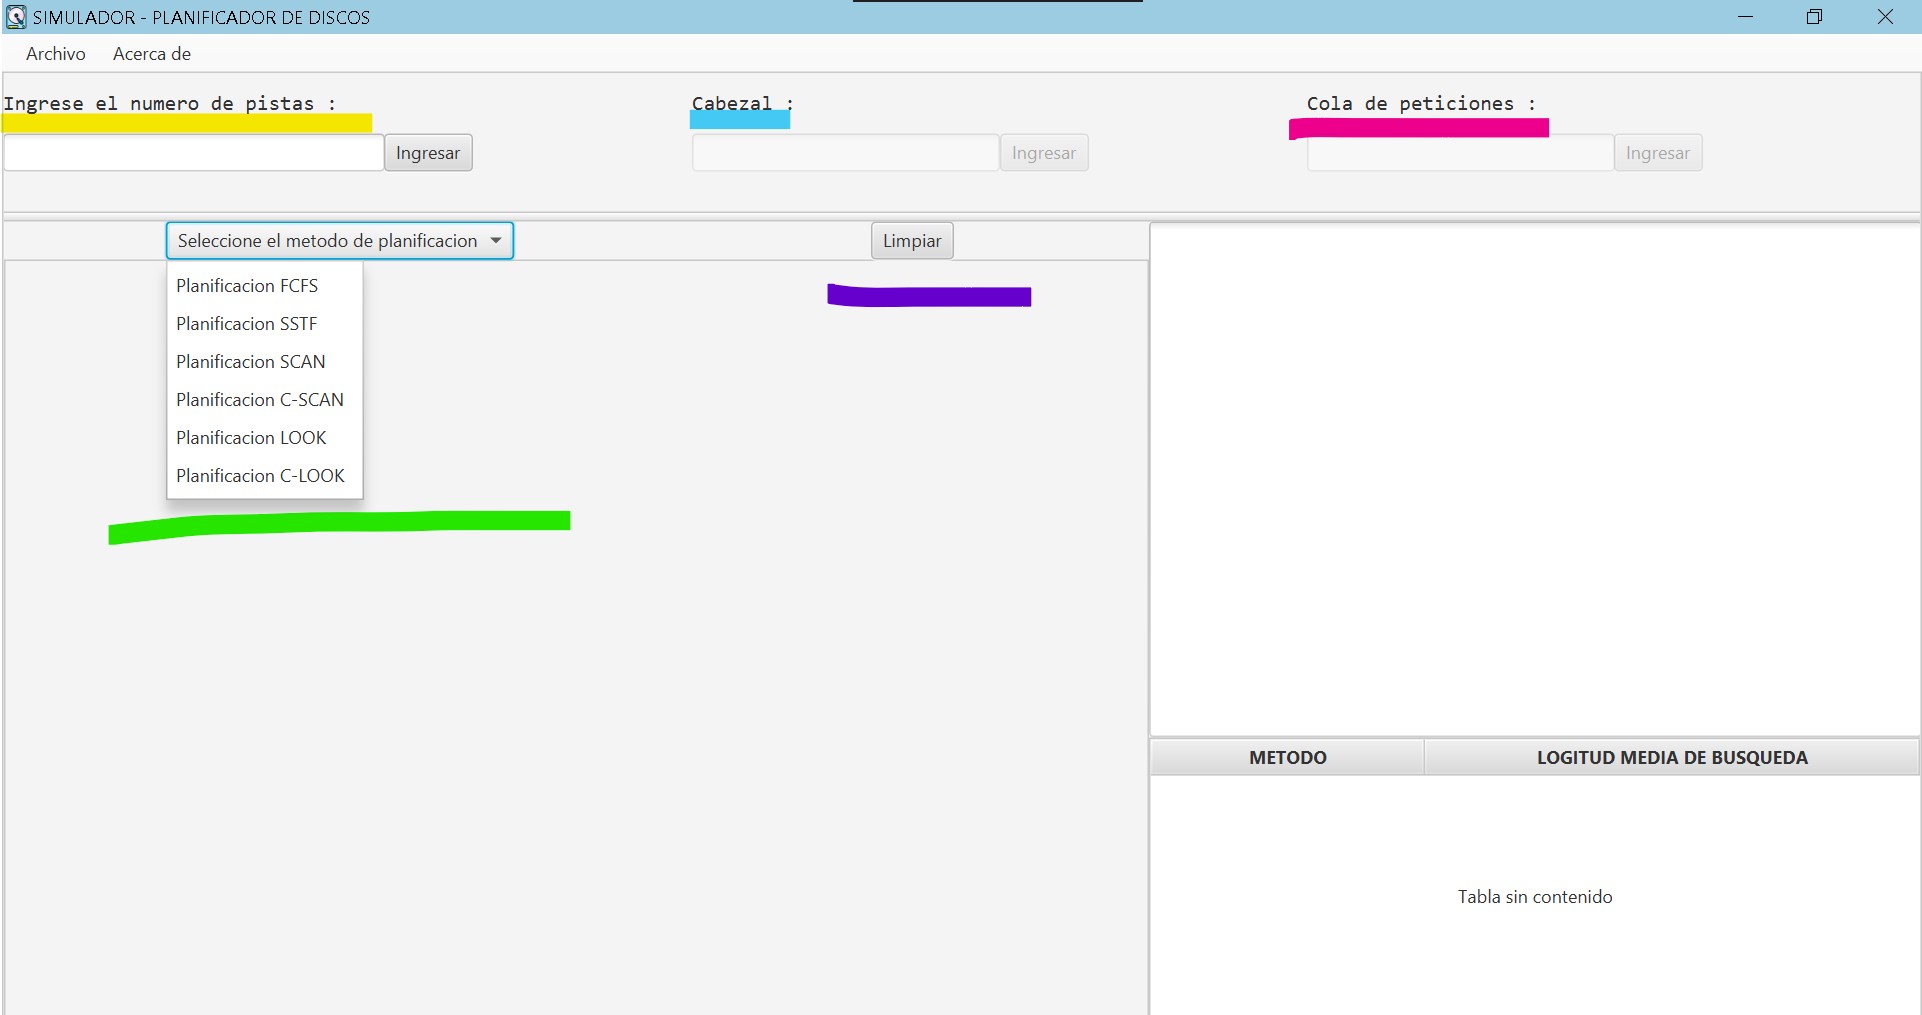 SIMULADOR - PLANIFICADOR DE DISCOS
Archivo Acerca de
Ingrese el numero de pistas :
Cabezal :
Cola de peticiones :
Ingresar
Ingresar
Ingresar
Seleccione el metodo de planificacion
Limpiar
Planificacion FCFS
Planificacion SSTF
Planificacion SCAN
Planificacion C-SCAN
Planificacion LOOK
Planificacion C-LOOK
METODO
LOGITUD MEDIA DE BUSQUEDA
Tabla sin contenido